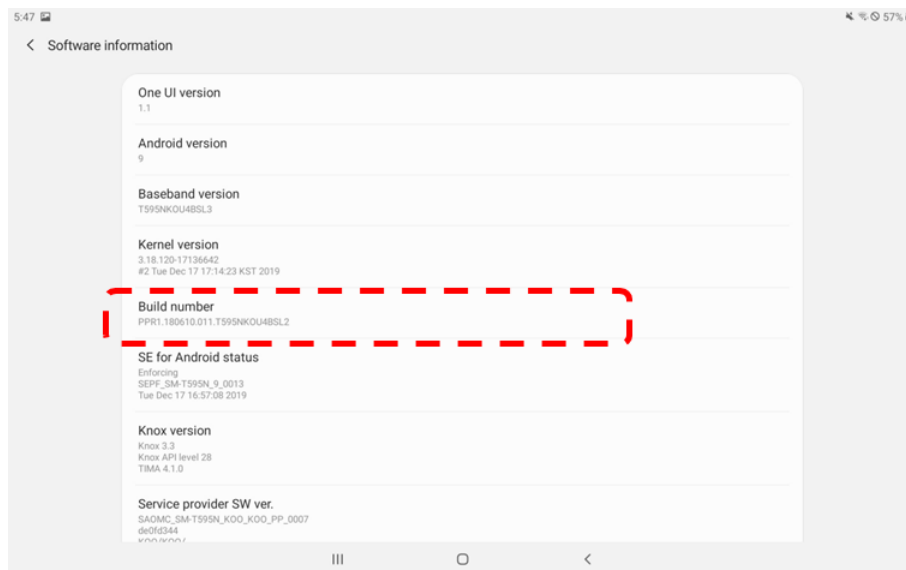 5:47 57%
Software information
One UI version
1.1
Android version
9
Baseband version
T595NKOU4BSL3
Kernel version
3.18.120-17136642
#2 Tue Dec 17 17:14:23 KST 2019
Build number
PPR1.180610.011.T595NKOU4BSL2
SE for Android status
Enforcing
SEPF_SM-T595N_9_0013
Tue Dec 17 16:57:08 2019
Knox version
Knox 3.3
Knox API level 28
TIMA 4.1.0
Service provider SW ver.
SAOMC_SM-T595N_KOO_KOO_PP_0007
de0fd344
KOO/KOO/